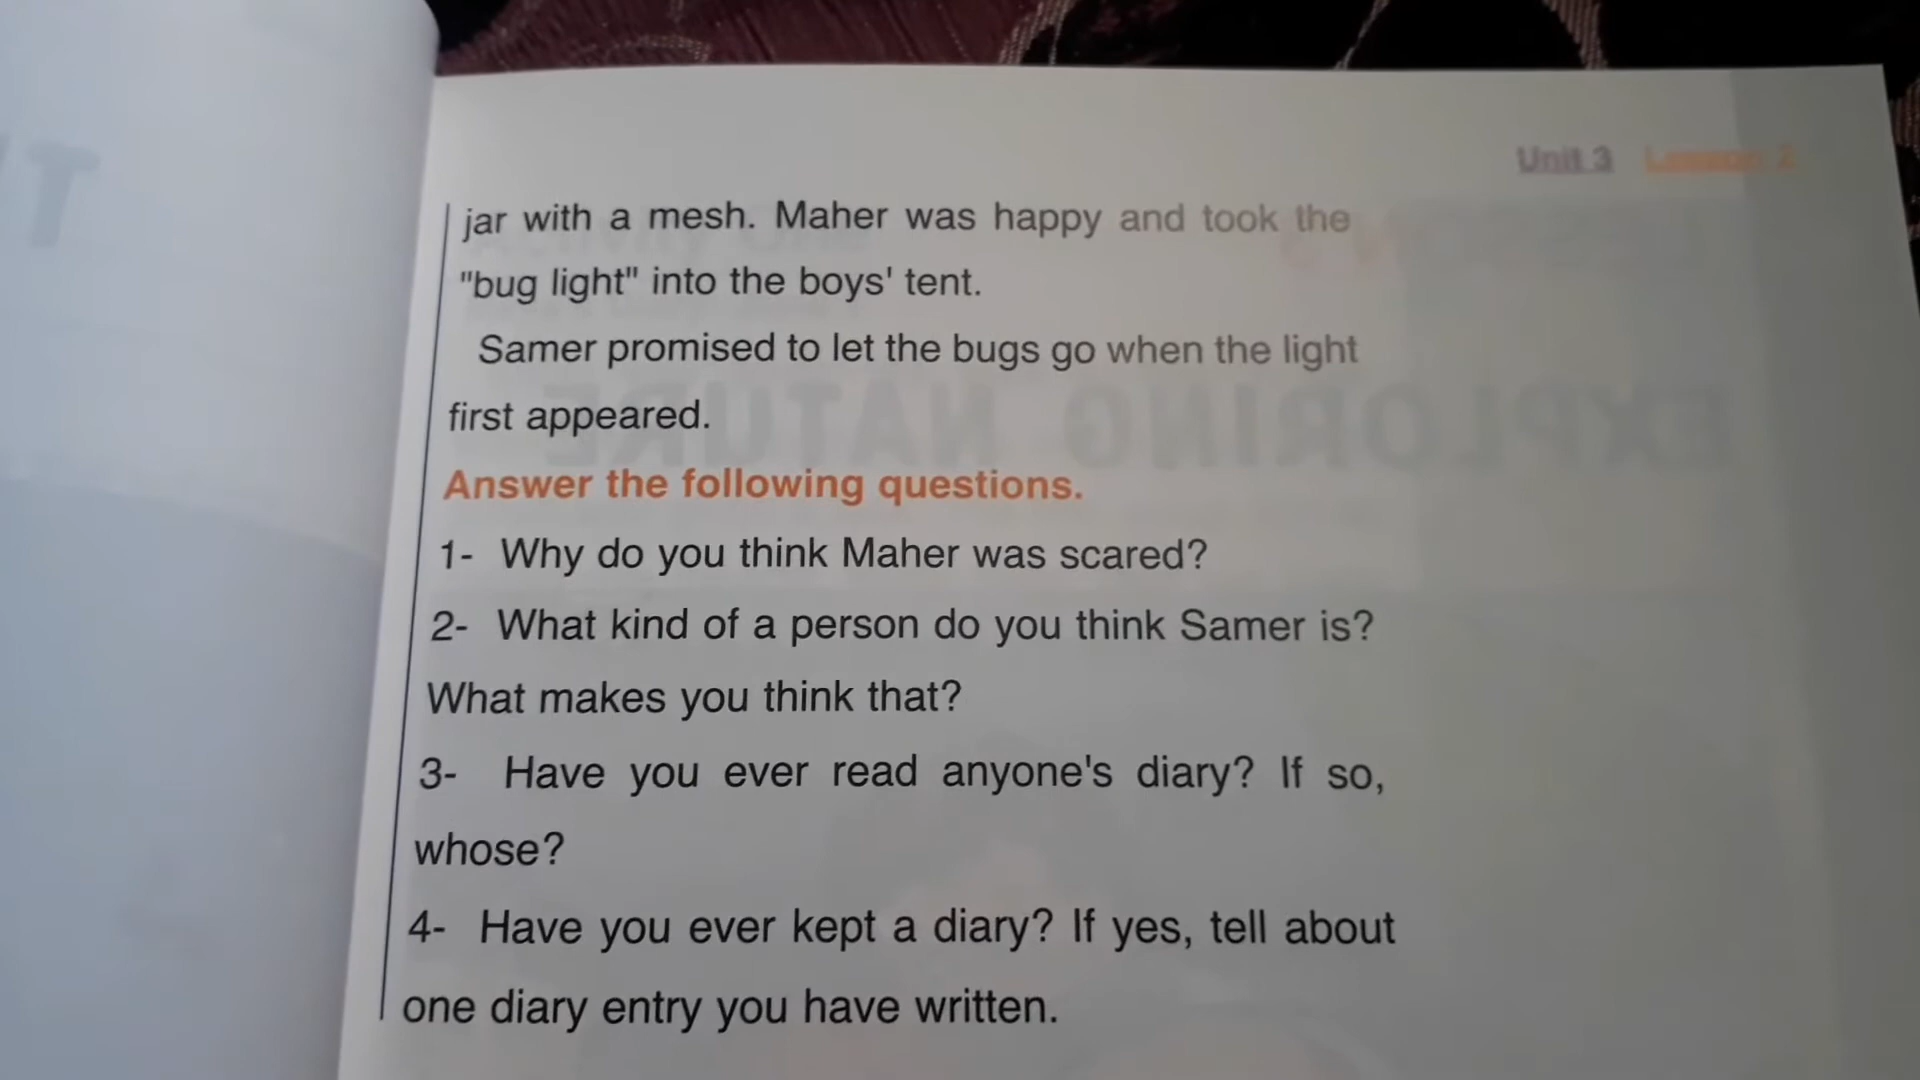 Unit 3 Lesson 2
jar with a mesh. Maher was happy and took the
"bug light" into the boys' tent.
Samer promised to let the bugs go when the light
first appeared.
Answer the following questions.
1- Why do you think Maher was scared?
2- What kind of a person do you think Samer is?
What makes you think that?
3- Have you ever read anyone's diary? If so,
whose?
4- Have you ever kept a diary? If yes, tell about
one diary entry you have written.
EXPLORING NATURE